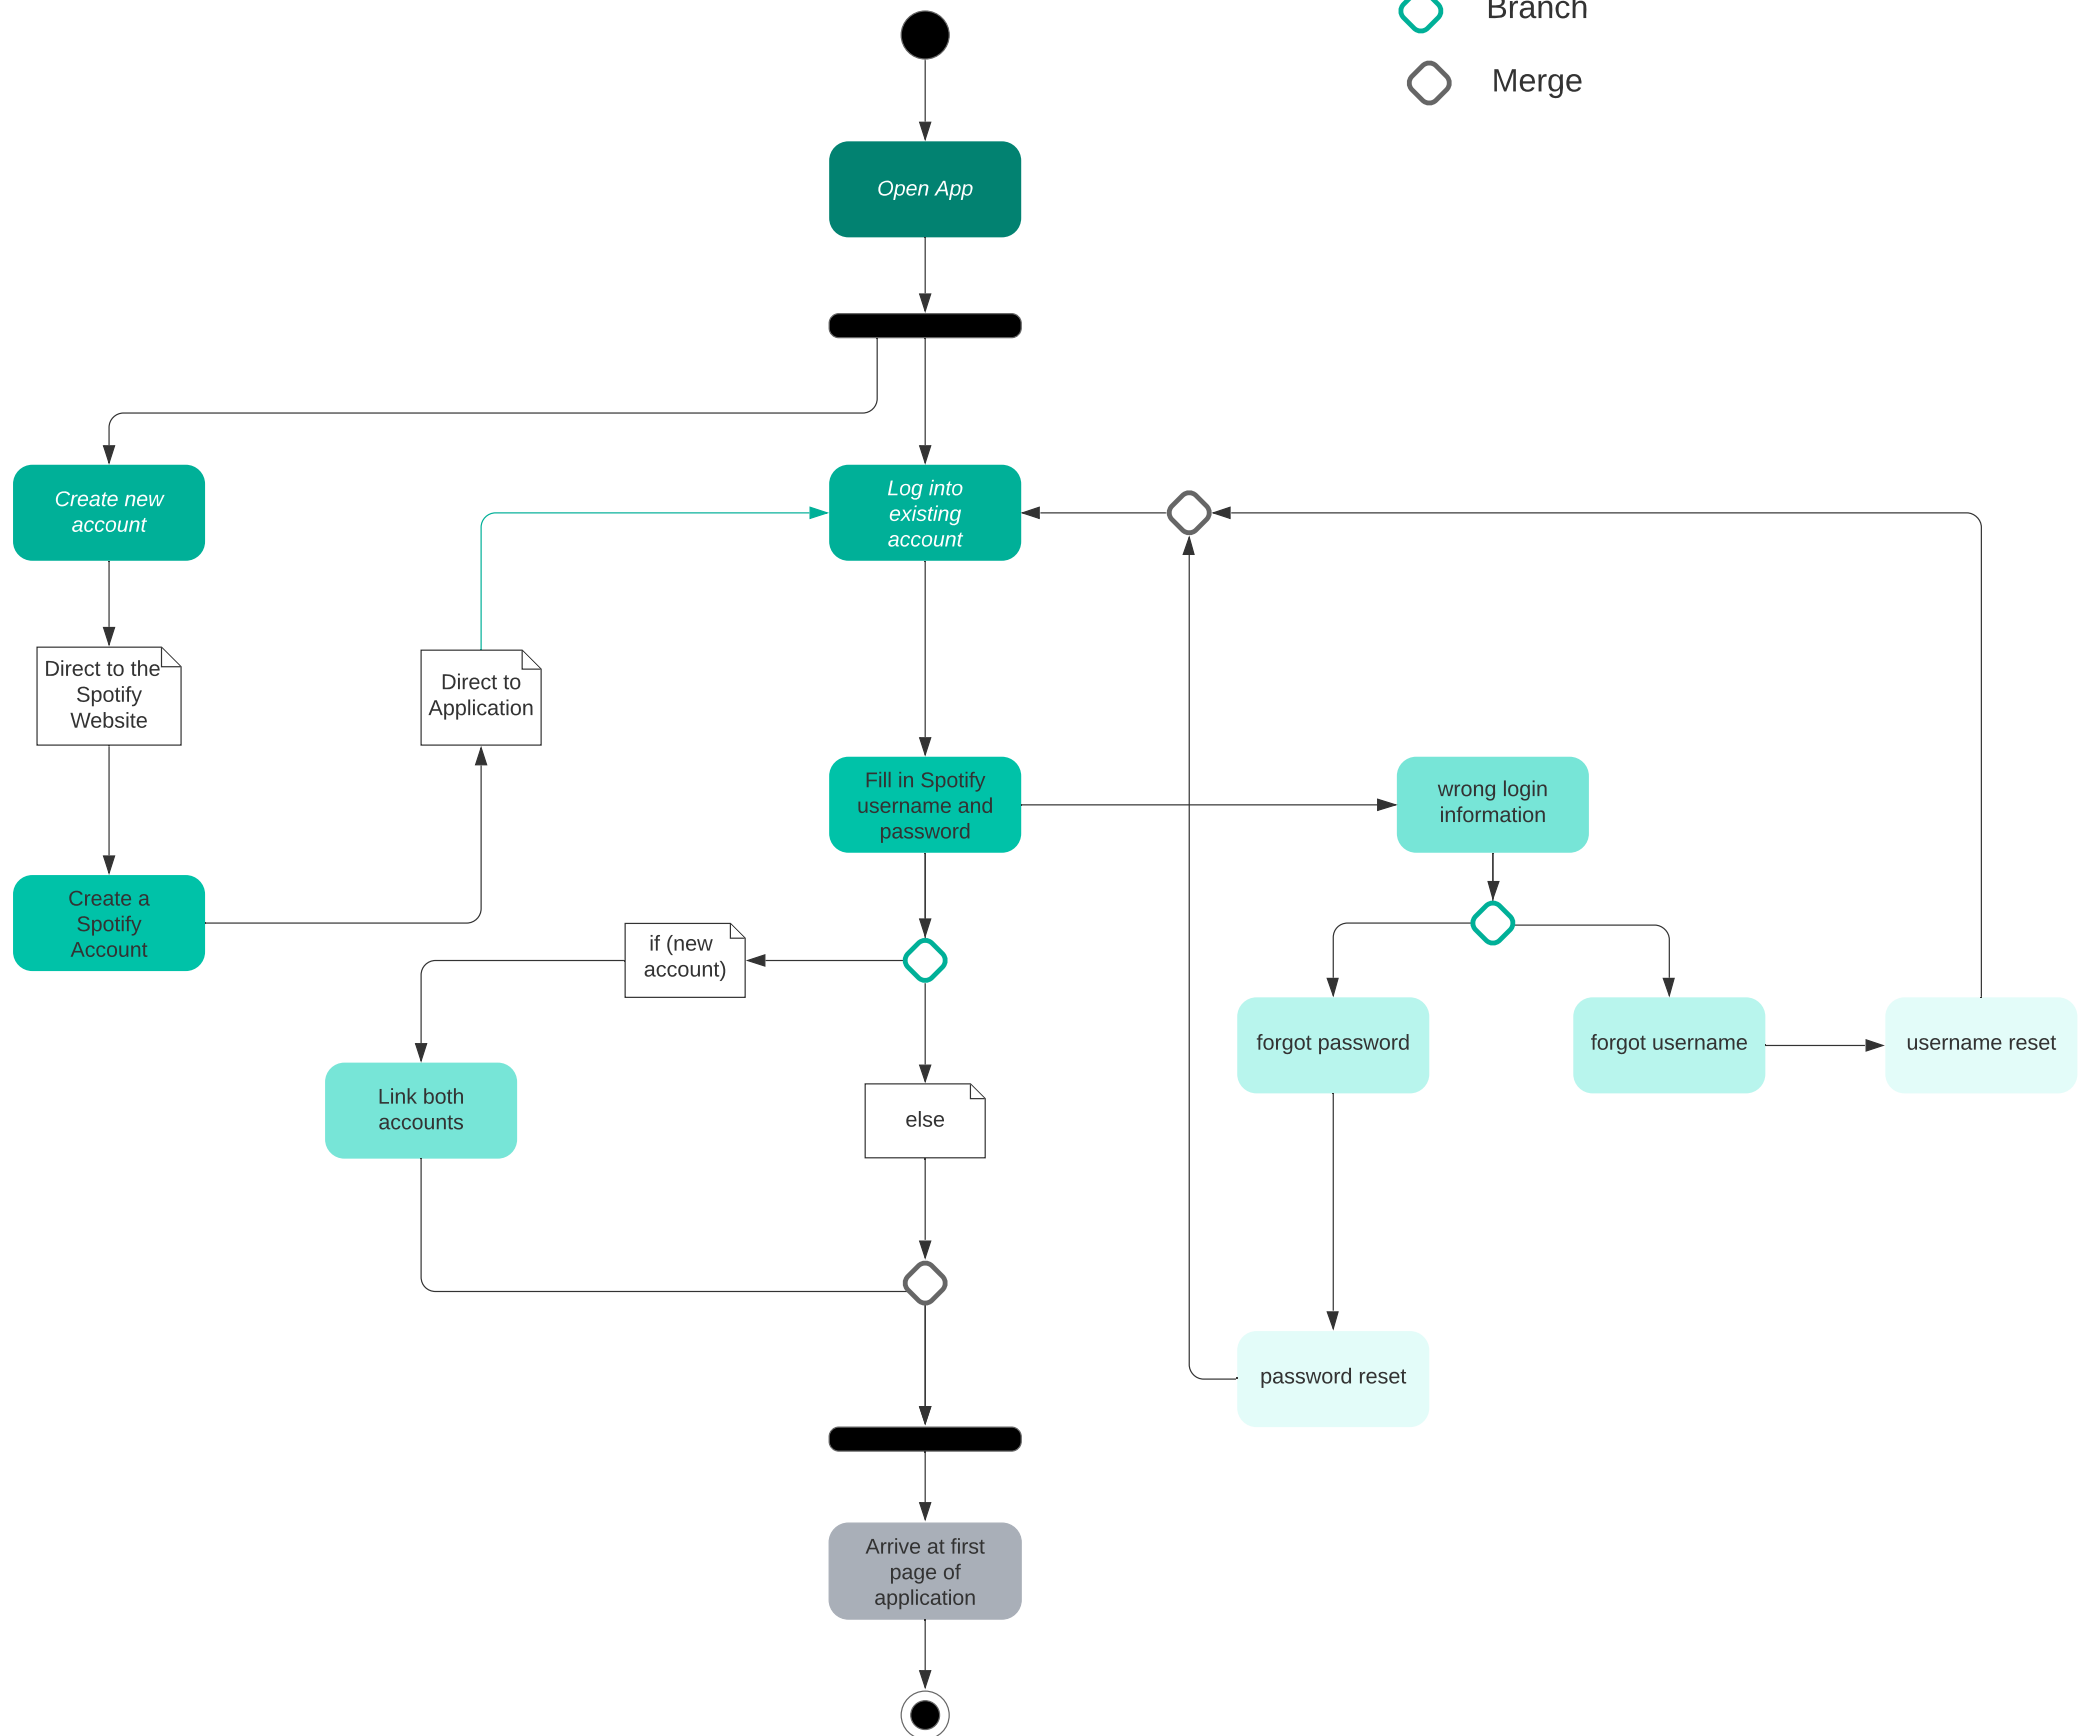 Branch
Merge
Open App
Create new
account
Log into
existing
account
Direct to the
Spotify
Website
Direct to
Application
Fill in Spotify
username and
password
wrong login
information
Create a
Spotify
Account
if (new
account)
forgot password
forgot username
username reset
Link both
accounts
else
password reset
Arrive at first
page of
application